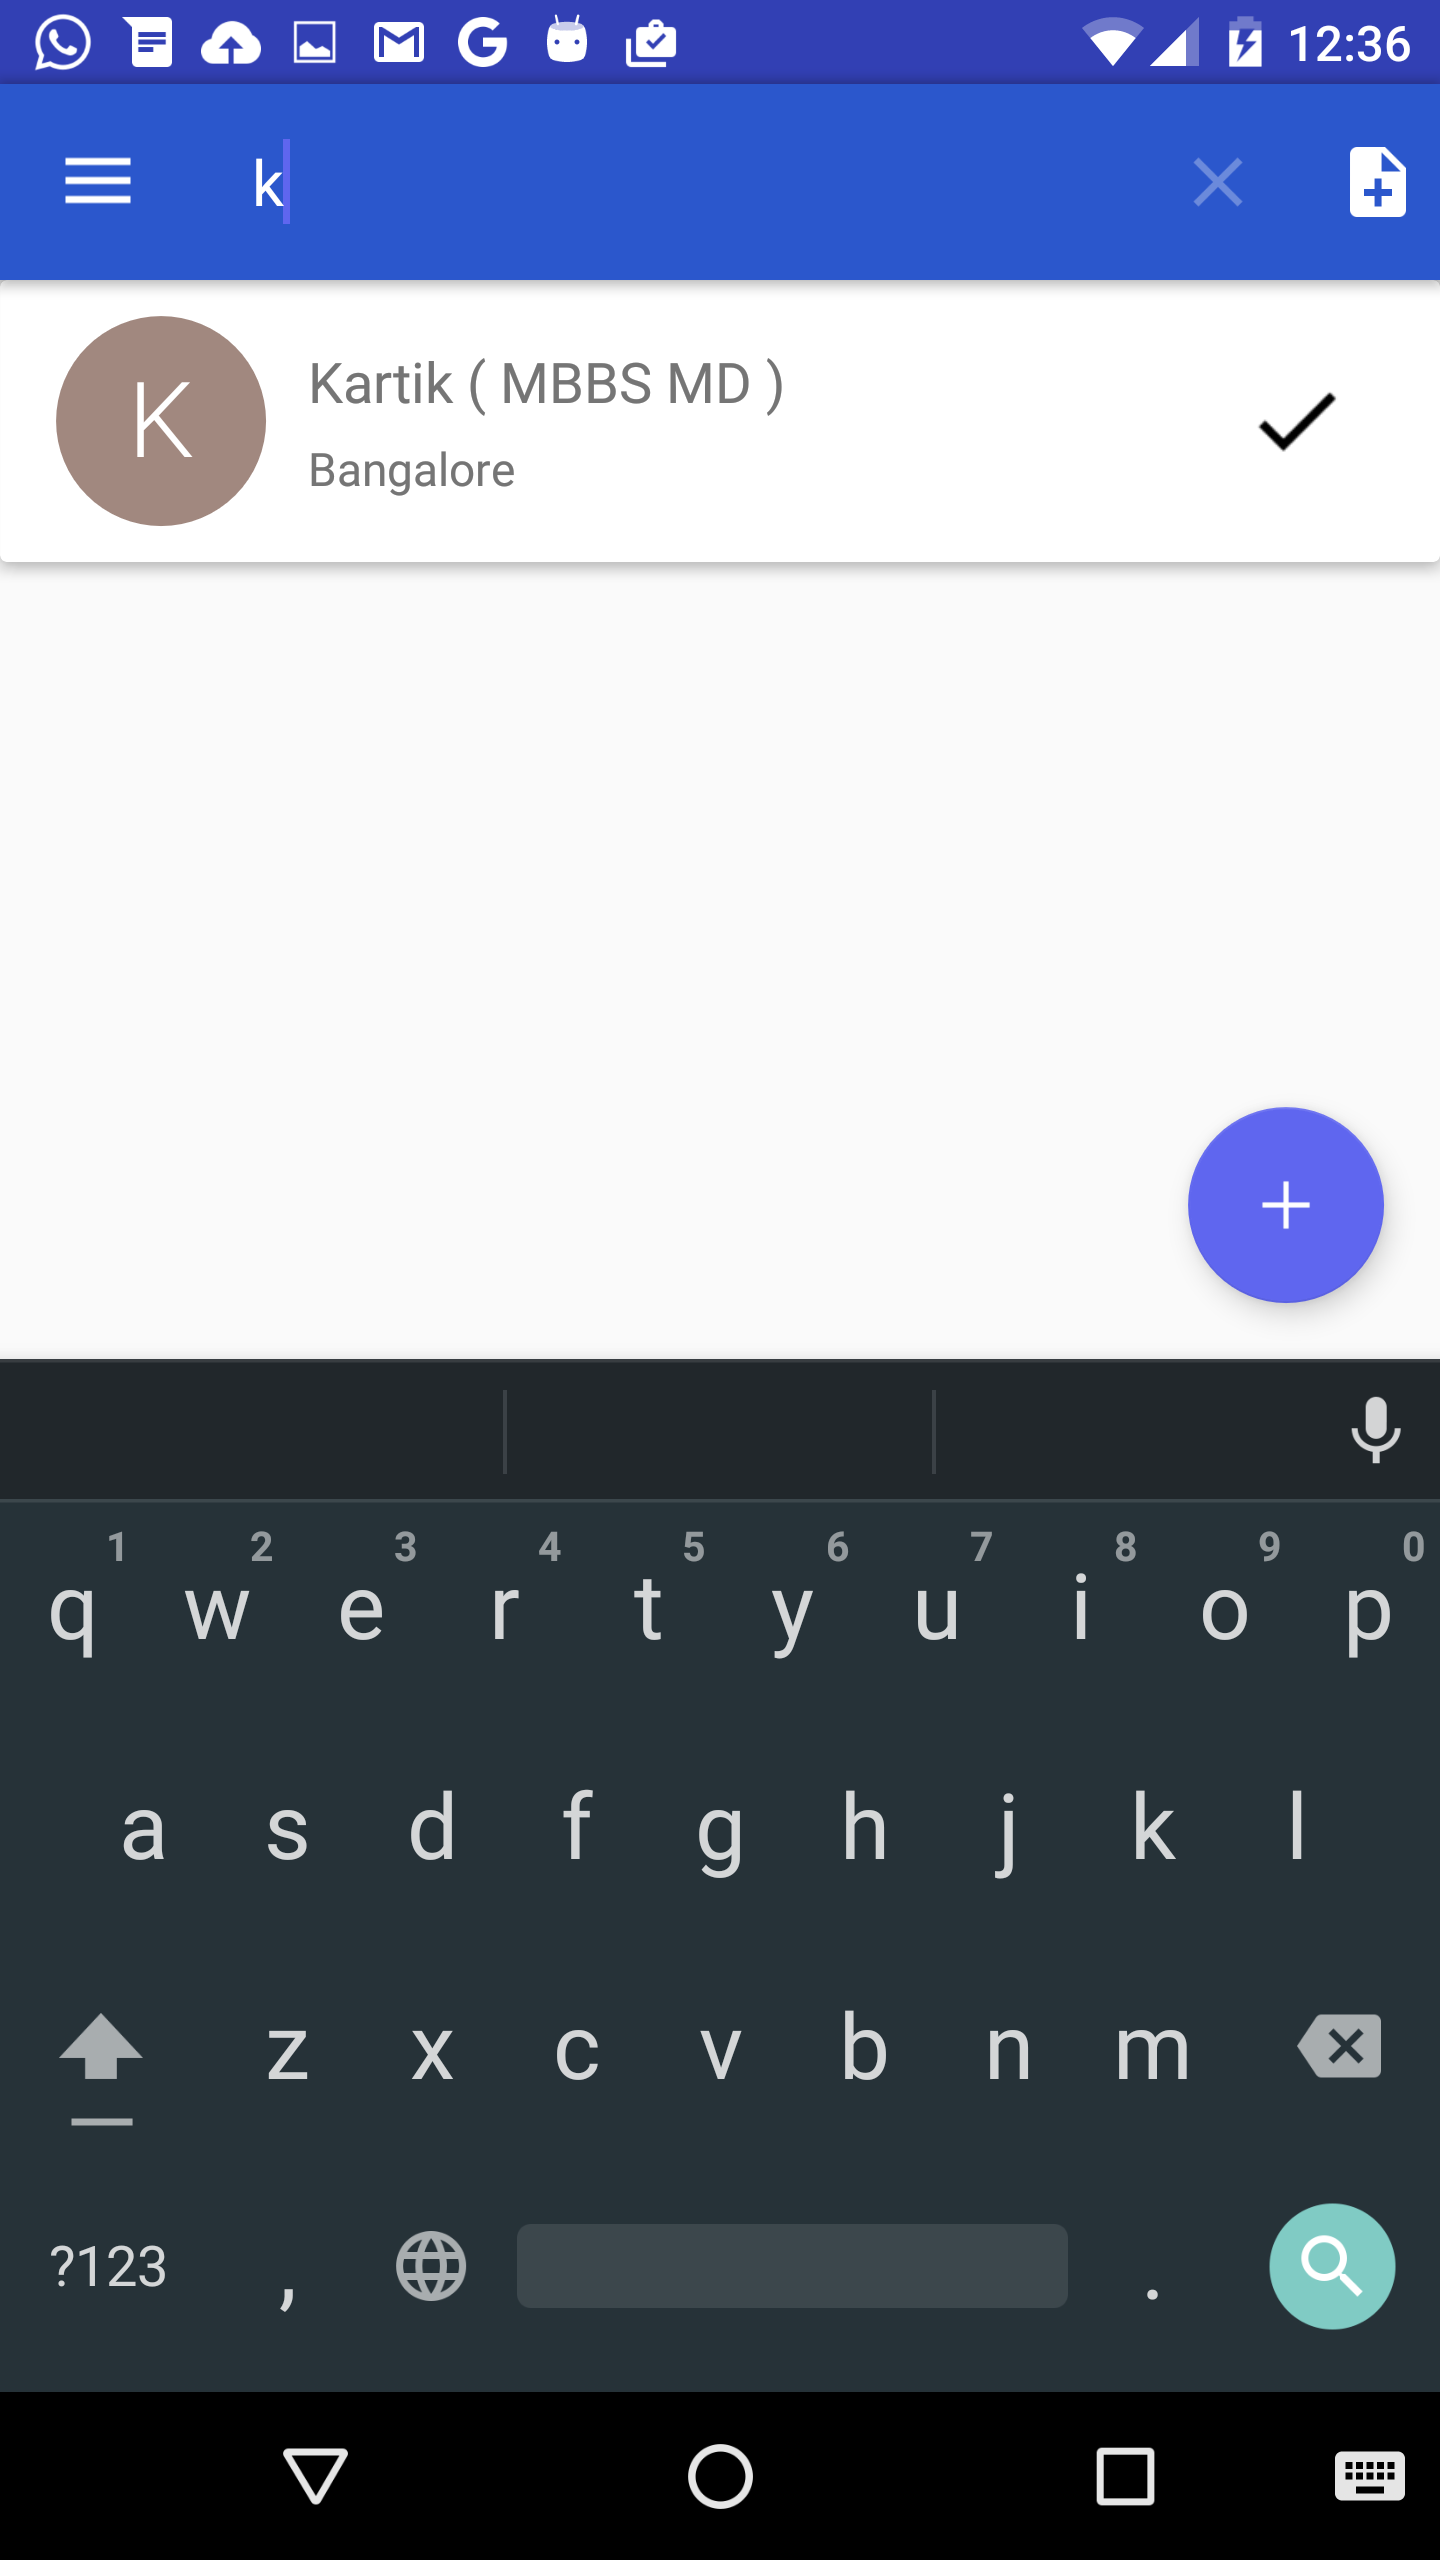 12:36
k
K
Kartik ( MBBS MD )
Bangalore
1 2 3 4 5 6 7 8 9 0
q w e r t y u i o p
a s d f g h j k l
z x c v b n m
?123 , .